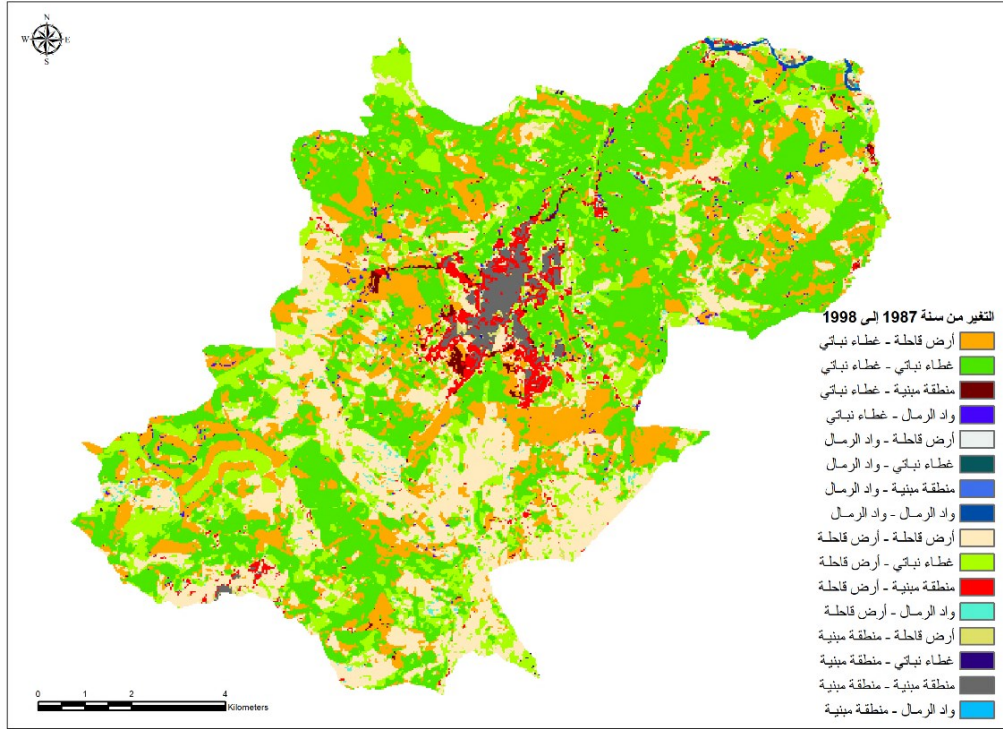 N
W E
S
التغير من سنة 1987 إلى 1998
أرض قاحلة - غطاء نباتي
غطاء نباتي - غطاء نباتي
منطقة مبنية - غطاء نباتي
واد الرمال - غطاء نباتي
أرض قاحلة - واد الرمال
غطاء نباتي - واد الرمال
منطقة مبنية - واد الرمال
واد الرمال - واد الرمال
أرض قاحلة - أرض قاحلة
غطاء نباتي - أرض قاحلة
منطقة مبنية - أرض قاحلة
واد الرمال - أرض قاحلة
أرض قاحلة - منطقة مبنية
غطاء نباتي - منطقة مبنية
منطقة مبنية - منطقة مبنية
واد الرمال - منطقة مبنية
0 1 2 4
Kilometers